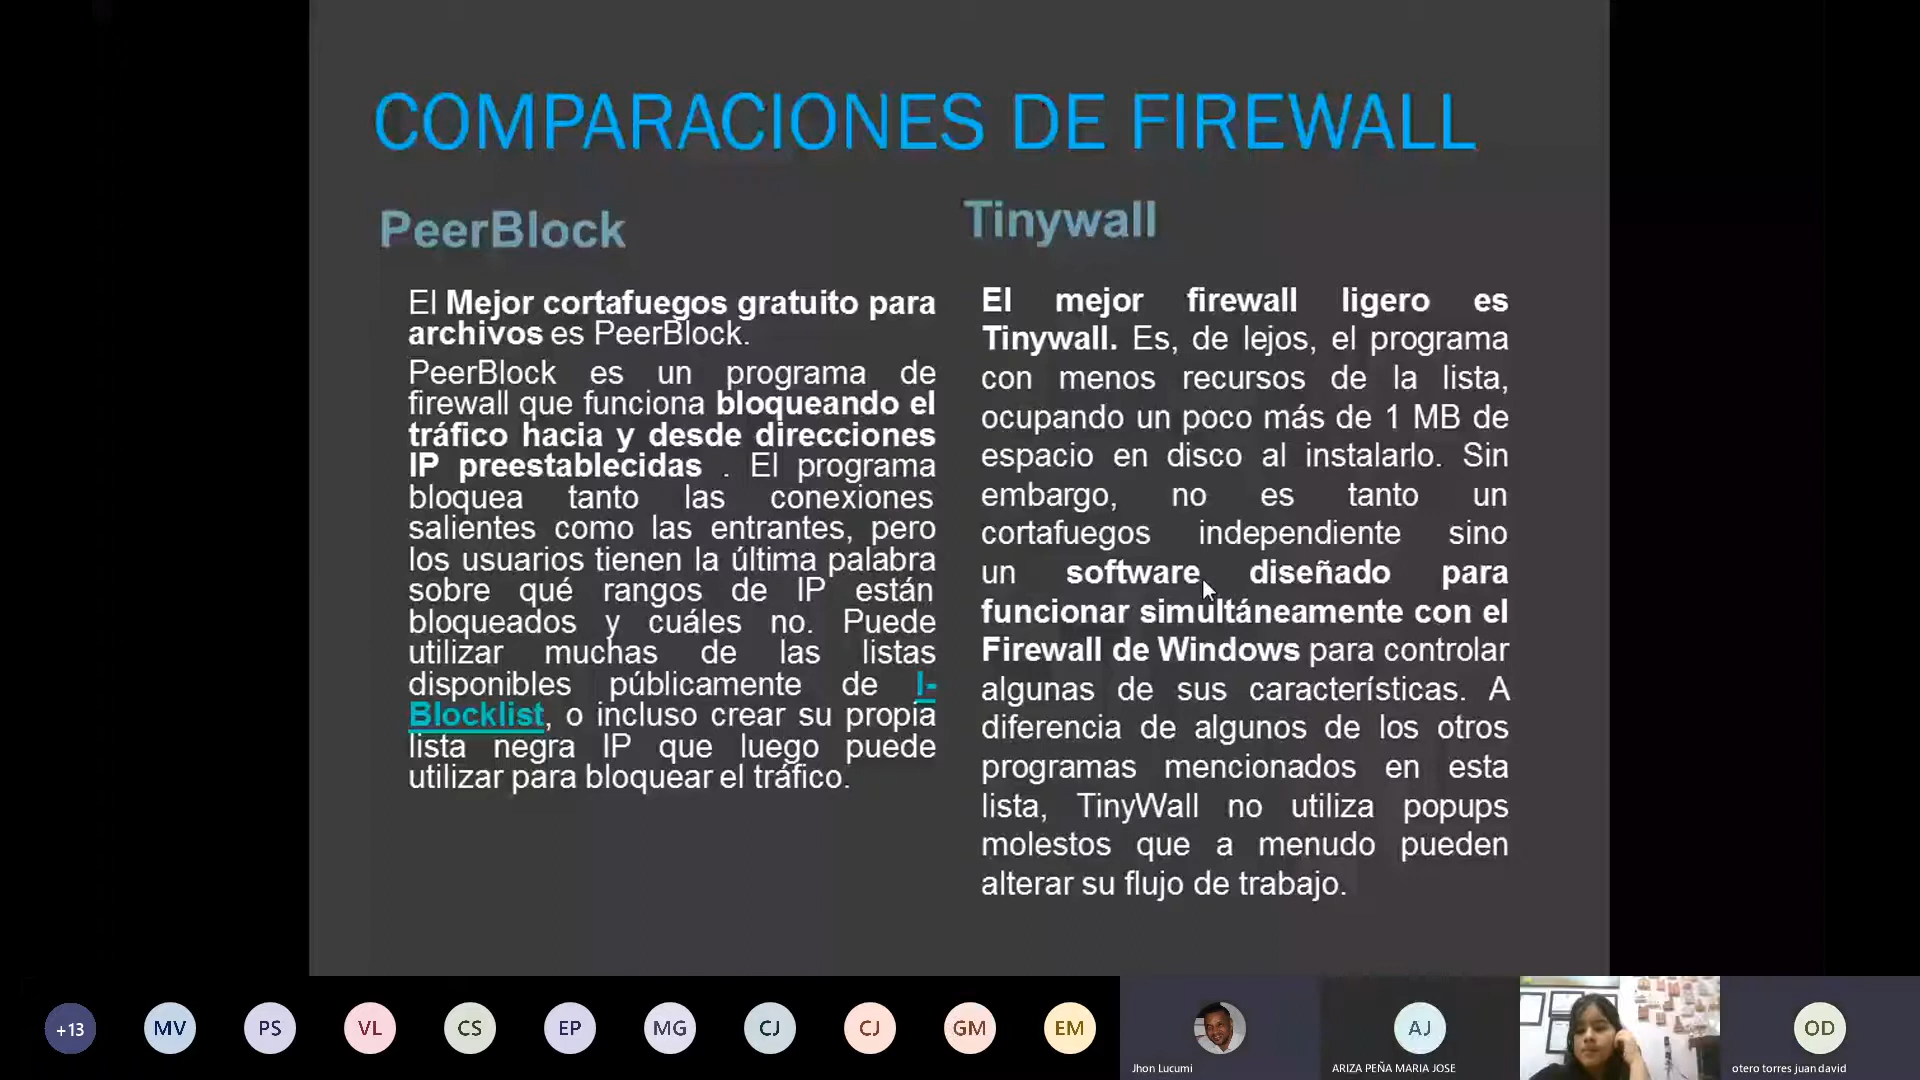 COMPARACIONES DE FIREWALL
PeerBlock
El Mejor cortafuegos gratuito para
archivos es PeerBlock.
PeerBlock es un programa de
firewall que funciona bloqueando el
tráfico hacia y desde direcciones
IP preestablecidas . El programa
bloquea tanto las conexiones
salientes como las entrantes, pero
los usuarios tienen la última palabra
sobre qué rangos de IP están
bloqueados y cuáles no. Puede
utilizar muchas de las listas
disponibles públicamente de I-
Blocklist, o incluso crear su propia
lista negra IP que luego puede
utilizar para bloquear el tráfico.
Tinywall
El mejor firewall ligero es
Tinywall. Es, de lejos, el programa
con menos recursos de la lista,
ocupando un poco más de 1 MB de
espacio en disco al instalarlo. Sin
embargo, no es tanto un
cortafuegos independiente sino
un software diseñado para
funcionar simultáneamente con el
Firewall de Windows para controlar
algunas de sus características. A
diferencia de algunos de los otros
programas mencionados en esta
lista, TinyWall no utiliza popups
molestos que a menudo pueden
alterar su flujo de trabajo.
+13
MV
PS
VL
CS
EP
MG
CJ
CJ
GM
EM
Jhon Lucumi
AJ
ARIZA PEÑA MARIA JOSE
OD
otero torres juan david